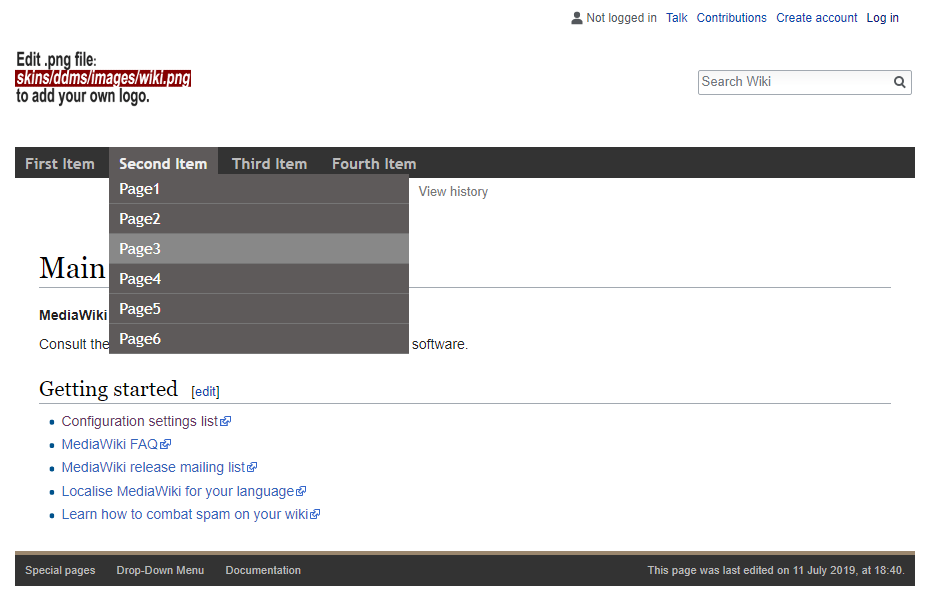 Not logged in Talk Contributions Create account Log in
Edit .png file:
skins/ddms/images/wiki.png
to add your own logo.
Search Wiki
First Item Second Item Third Item Fourth Item
Page1
View history
Page2
Page3
Main
Page4
MediaWiki
Page5
Consult the
Page6
software.
Getting started [edit]
Configuration settings list
MediaWiki FAQ
MediaWiki release mailing list
Localise MediaWiki for your language
Learn how to combat spam on your wiki
Special pages Drop-Down Menu Documentation This page was last edited on 11 July 2019, at 18:40.